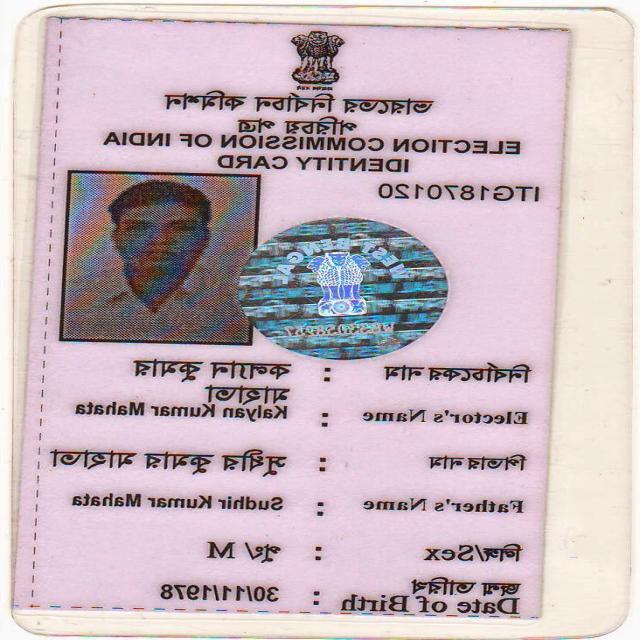 ভারতের নির্বাচন কমিশন
পরিচয় পত্র
ELECTION COMMISSION OF INDIA
IDENTITY CARD
ITG1870120
WEST BENGAL
নির্বাচকের নাম : কল্যান কুমার মাহাতা
Elector's Name : Kalyan Kumar Mahata
পিতার নাম : সুধীর কুমার মাহাতা
Father's Name : Sudhir Kumar Mahata
লিঙ্গ/Sex : পুং/ M
জন্ম তারিখ
Date of Birth : 30/11/1978